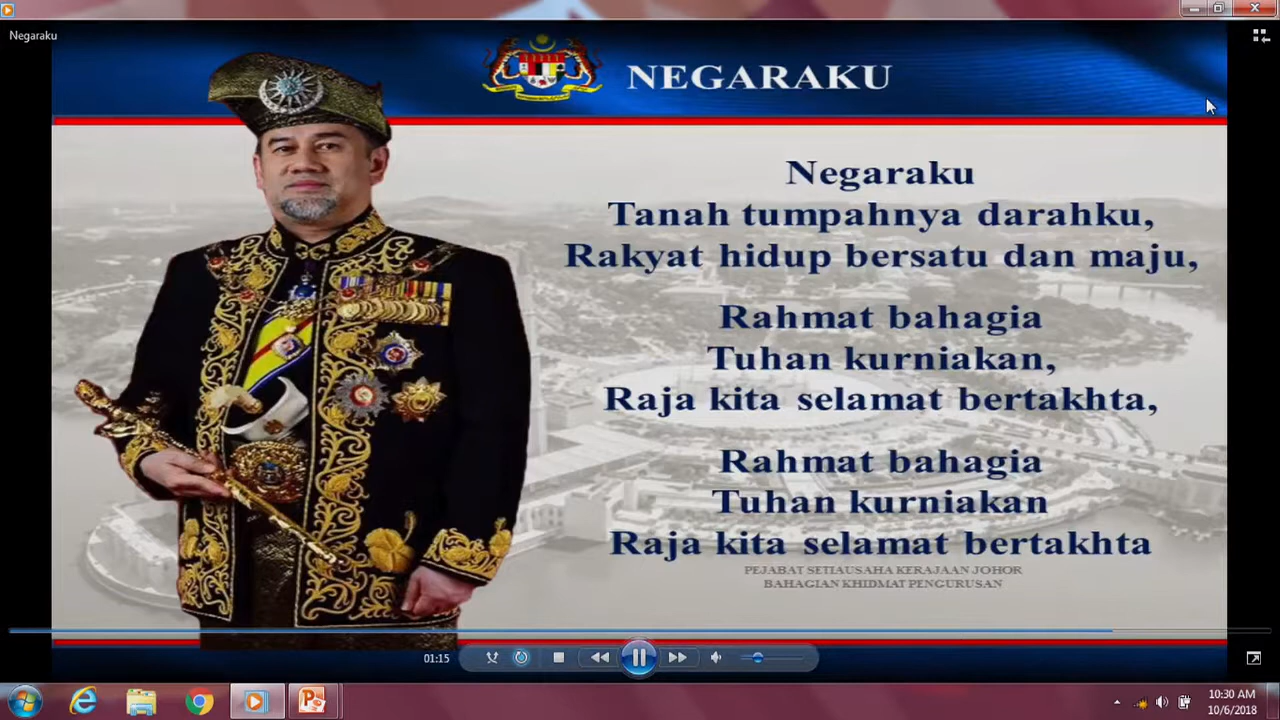 Negaraku
NEGARAKU
Negaraku
Tanah tumpahnya darahku,
Rakyat hidup bersatu dan maju,
Rahmat bahagia
Tuhan kurniakan,
Raja kita selamat bertakhta,
Rahmat bahagia
Tuhan kurniakan
Raja kita selamat bertakhta
PEJABAT SETIAUSAHA KERAJAAN JOHOR
BAHAGIAN KHIDMAT PENGURUSAN
01:15
10:30 AM
10/6/2018